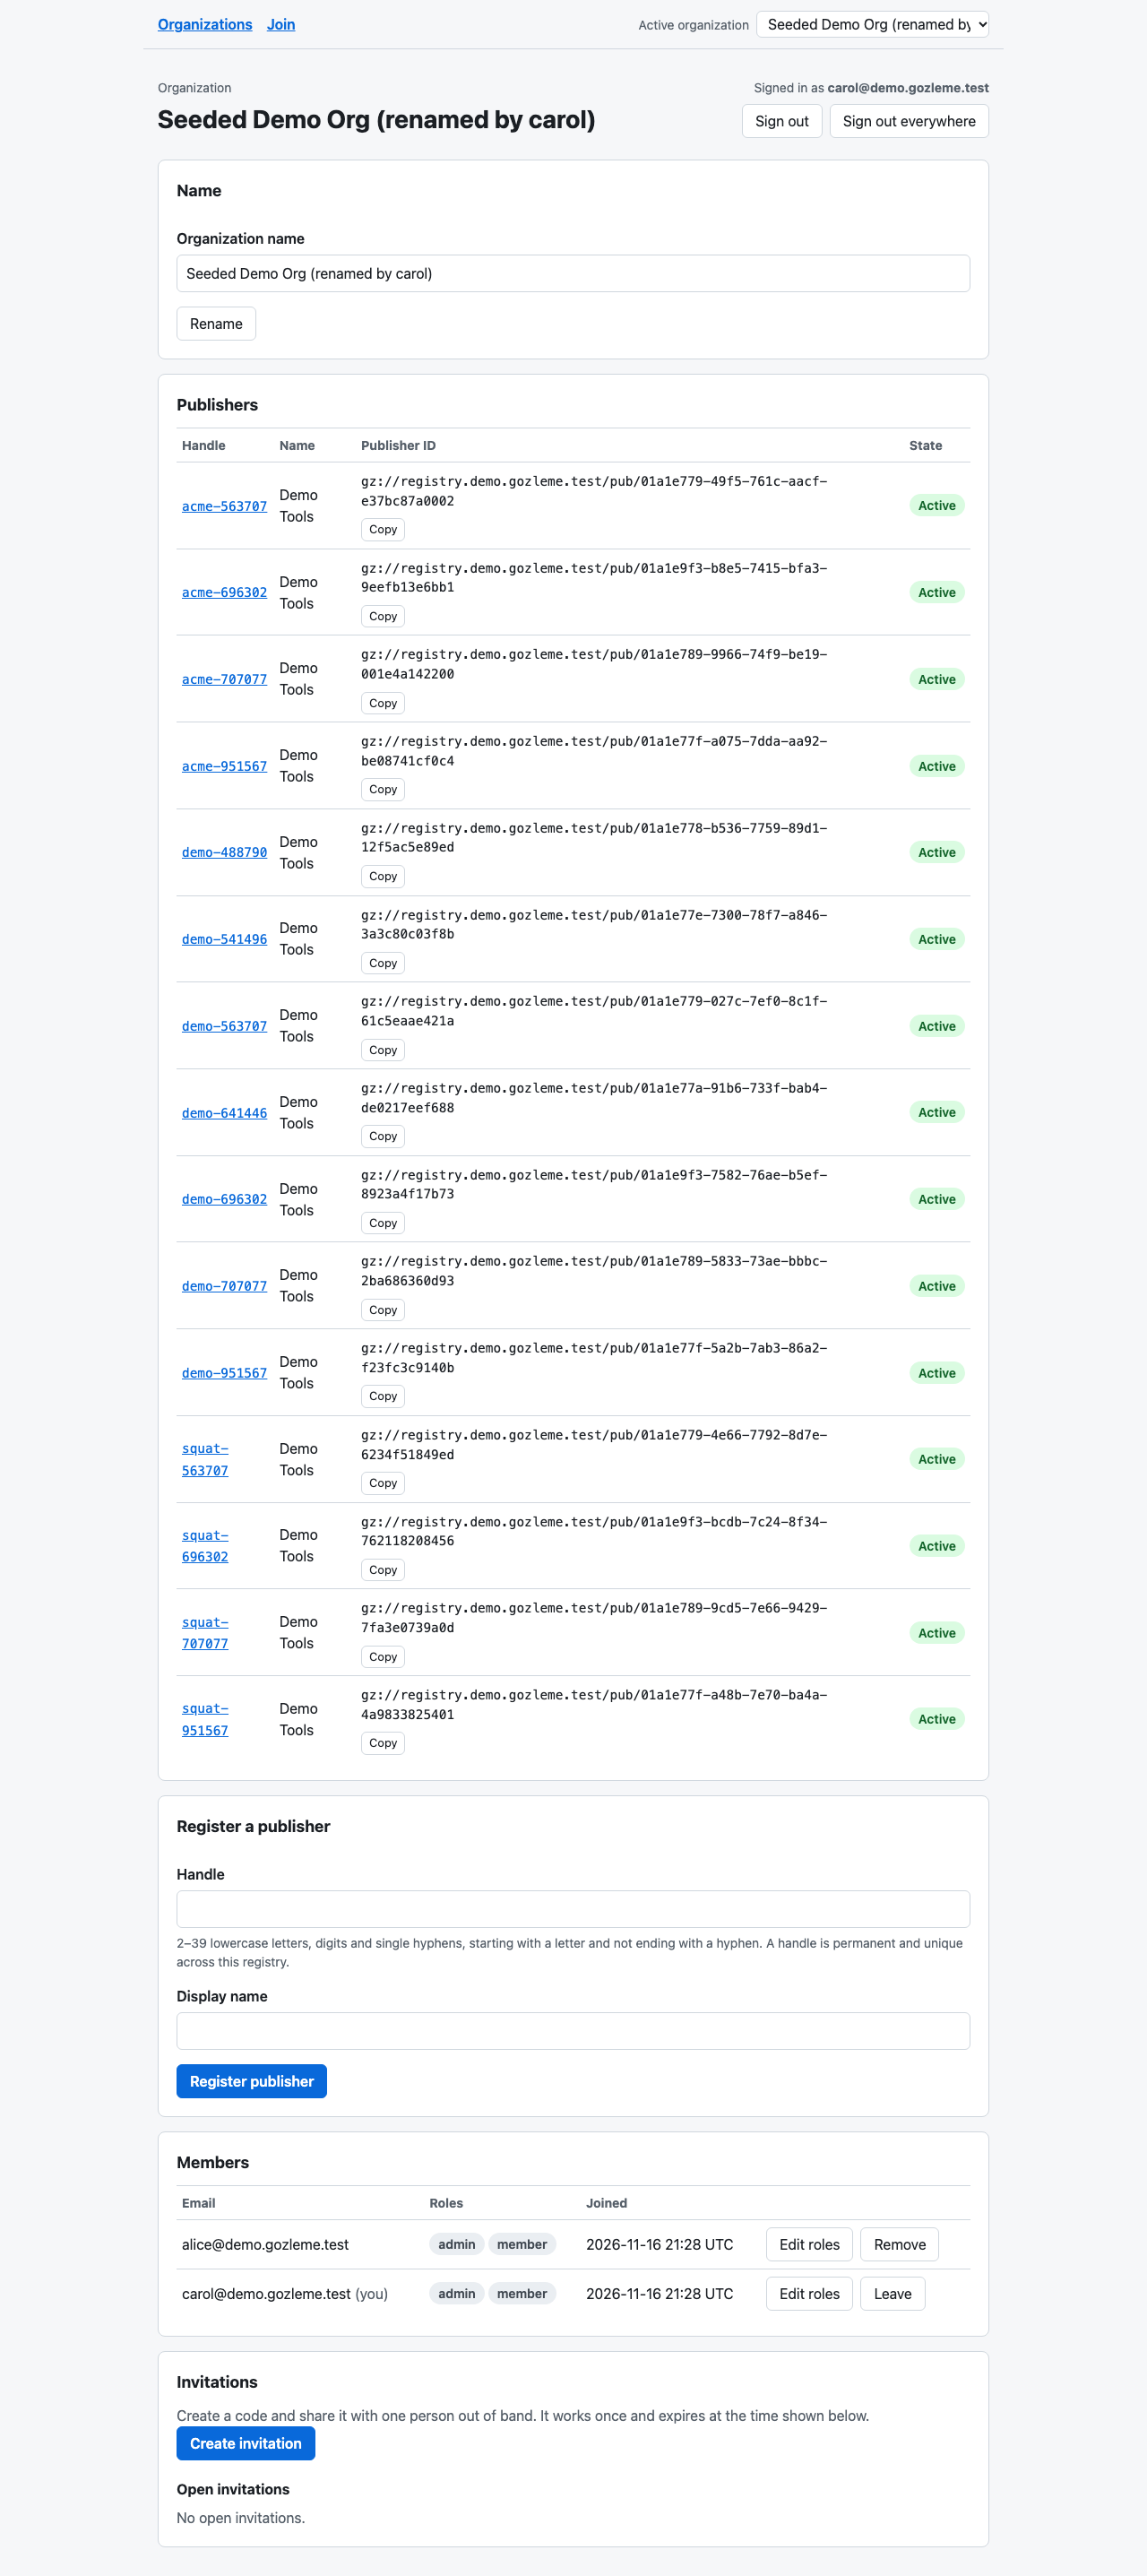 Organizations Join Active organization Seeded Demo Org (renamed by
Organization Signed in as carol@demo.gozleme.test
Seeded Demo Org (renamed by carol) Sign out Sign out everywhere
Name
Organization name
Seeded Demo Org (renamed by carol)
Rename
Publishers
Handle Name Publisher ID State
acme-563707 Demo Tools gz://registry.demo.gozleme.test/pub/01a1e779-49f5-761c-aacf-e37bc87a0002 Active
Copy
acme-696302 Demo Tools gz://registry.demo.gozleme.test/pub/01a1e9f3-b8e5-7415-bfa3-9eefb13e6bb1 Active
Copy
acme-707077 Demo Tools gz://registry.demo.gozleme.test/pub/01a1e789-9966-74f9-be19-001e4a142200 Active
Copy
acme-951567 Demo Tools gz://registry.demo.gozleme.test/pub/01a1e77f-a075-7dda-aa92-be08741cf0c4 Active
Copy
demo-488790 Demo Tools gz://registry.demo.gozleme.test/pub/01a1e778-b536-7759-89d1-12f5ac5e89ed Active
Copy
demo-541496 Demo Tools gz://registry.demo.gozleme.test/pub/01a1e77e-7300-78f7-a846-3a3c80c03f8b Active
Copy
demo-563707 Demo Tools gz://registry.demo.gozleme.test/pub/01a1e779-027c-7ef0-8c1f-61c5eaae421a Active
Copy
demo-641446 Demo Tools gz://registry.demo.gozleme.test/pub/01a1e77a-91b6-733f-bab4-de0217eef688 Active
Copy
demo-696302 Demo Tools gz://registry.demo.gozleme.test/pub/01a1e9f3-7582-76ae-b5ef-8923a4f17b73 Active
Copy
demo-707077 Demo Tools gz://registry.demo.gozleme.test/pub/01a1e789-5833-73ae-bbbc-2ba686360d93 Active
Copy
demo-951567 Demo Tools gz://registry.demo.gozleme.test/pub/01a1e77f-5a2b-7ab3-86a2-f23fc3c9140b Active
Copy
squat-563707 Demo Tools gz://registry.demo.gozleme.test/pub/01a1e779-4e66-7792-8d7e-6234f51849ed Active
Copy
squat-696302 Demo Tools gz://registry.demo.gozleme.test/pub/01a1e9f3-bcdb-7c24-8f34-762118208456 Active
Copy
squat-707077 Demo Tools gz://registry.demo.gozleme.test/pub/01a1e789-9cd5-7e66-9429-7fa3e0739a0d Active
Copy
squat-951567 Demo Tools gz://registry.demo.gozleme.test/pub/01a1e77f-a48b-7e70-ba4a-4a9833825401 Active
Copy
Register a publisher
Handle
2–39 lowercase letters, digits and single hyphens, starting with a letter and not ending with a hyphen. A handle is permanent and unique
across this registry.
Display name
Register publisher
Members
Email Roles Joined
alice@demo.gozleme.test admin member 2026-11-16 21:28 UTC Edit roles Remove
carol@demo.gozleme.test (you) admin member 2026-11-16 21:28 UTC Edit roles Leave
Invitations
Create a code and share it with one person out of band. It works once and expires at the time shown below.
Create invitation
Open invitations
No open invitations.